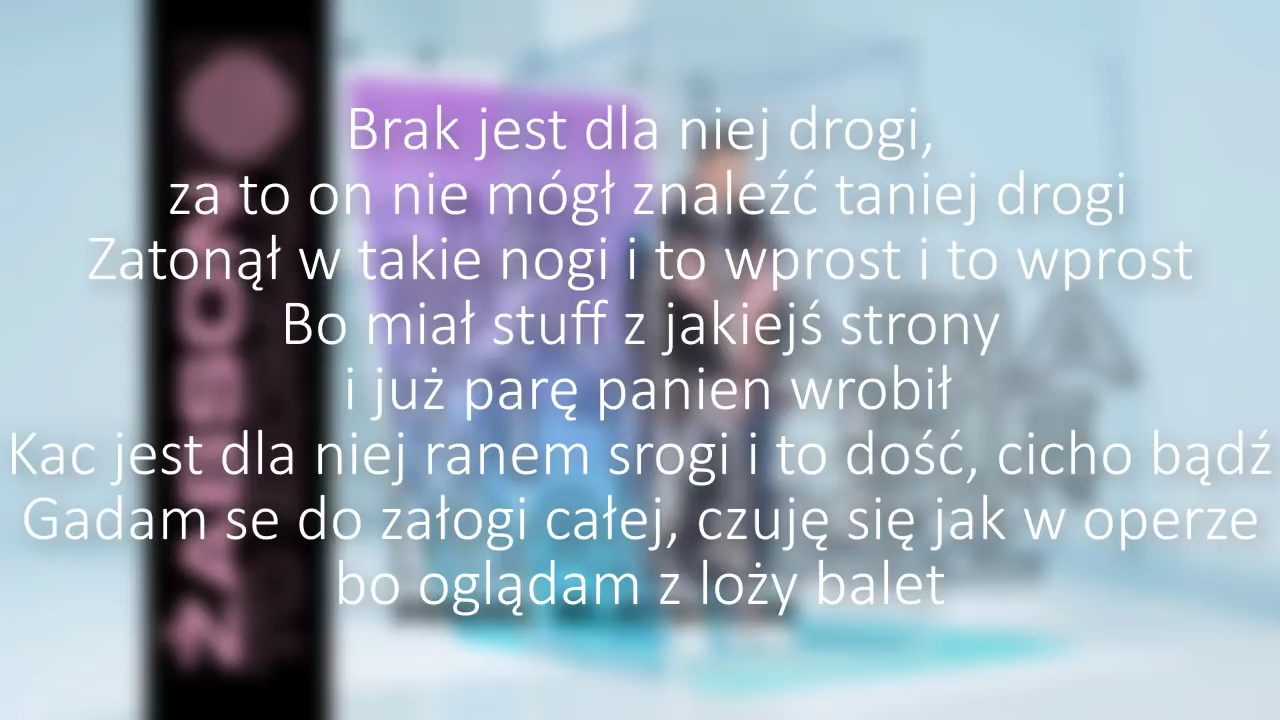 Brak jest dla niej drogi,
za to on nie mógł znaleźć taniej drogi
Zatonął w takie nogi i to wprost i to wprost
Bo miał stuff z jakiejś strony
i już parę panien wrobił
Kac jest dla niej ranem srogi i to dość, cicho bądź
Gadam se do załogi całej, czuję się jak w operze
bo oglądam z loży balet